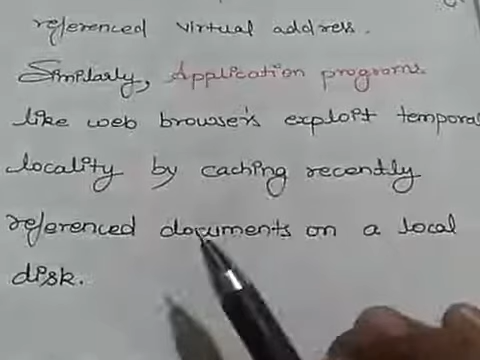 referenced virtual address.
Similarly, Application programs
like web browser's exploit temporal
locality by caching recently
referenced documents on a local
disk.